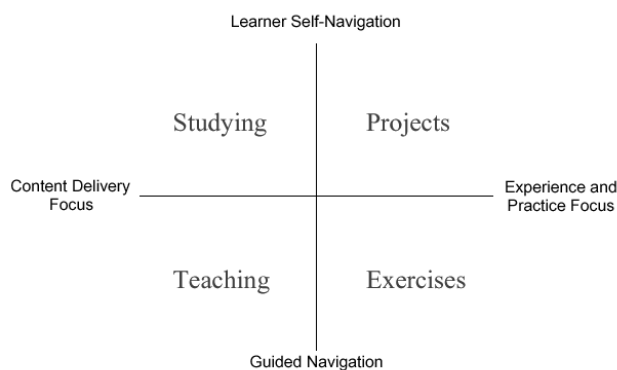 Learner Self-Navigation
Studying
Projects
Content Delivery
Focus
Experience and
Practice Focus
Teaching
Exercises
Guided Navigation